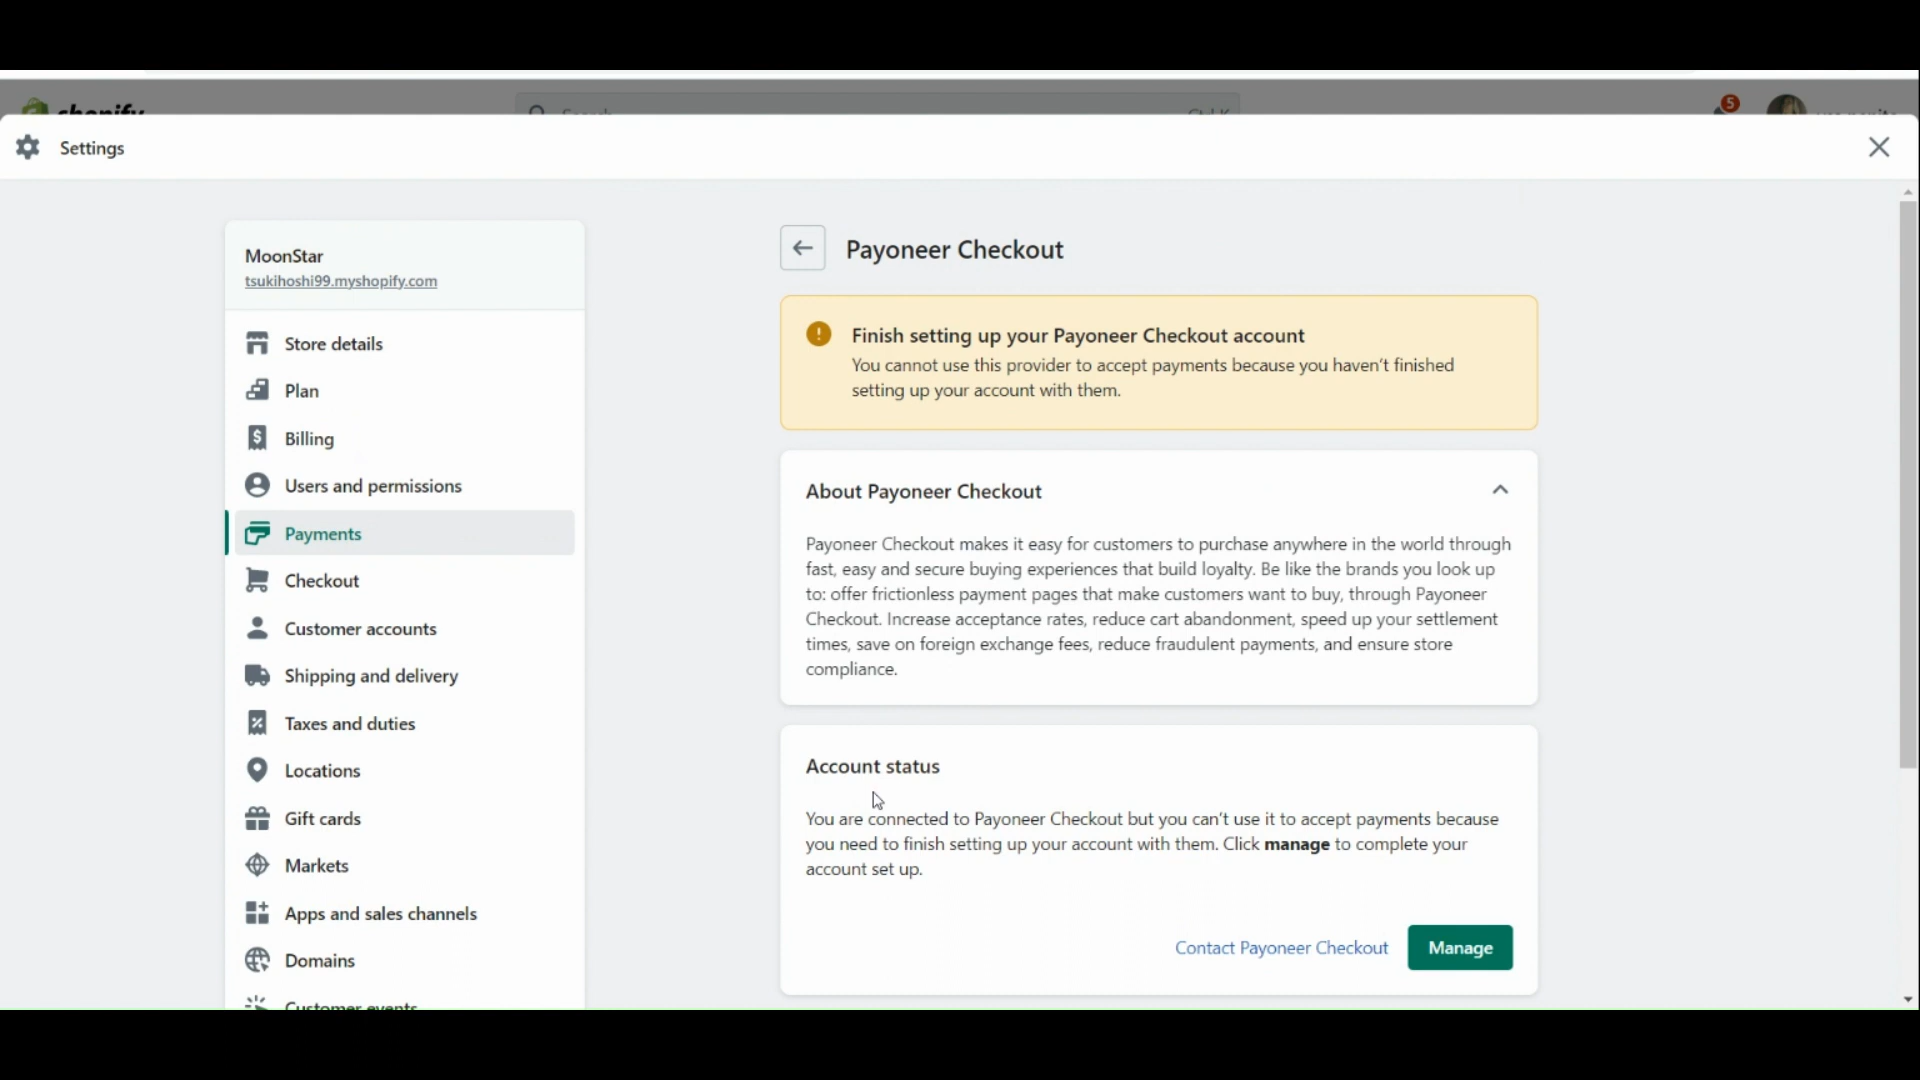 shopify
Search
Ctrl K
5
Settings
MoonStar
tsukihoshi99.myshopify.com
Store details
Plan
Billing
Users and permissions
Payments
Checkout
Customer accounts
Shipping and delivery
Taxes and duties
Locations
Gift cards
Markets
Apps and sales channels
Domains
Customer events
Payoneer Checkout
Finish setting up your Payoneer Checkout account
You cannot use this provider to accept payments because you haven't finished
setting up your account with them.
About Payoneer Checkout
Payoneer Checkout makes it easy for customers to purchase anywhere in the world through
fast, easy and secure buying experiences that build loyalty. Be like the brands you look up
to: offer frictionless payment pages that make customers want to buy, through Payoneer
Checkout. Increase acceptance rates, reduce cart abandonment, speed up your settlement
times, save on foreign exchange fees, reduce fraudulent payments, and ensure store
compliance.
Account status
You are connected to Payoneer Checkout but you can't use it to accept payments because
you need to finish setting up your account with them. Click manage to complete your
account set up.
Contact Payoneer Checkout
Manage